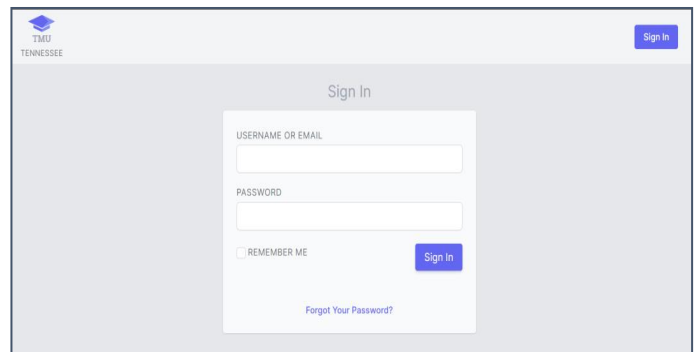 TMU
TENNESSEE
Sign In
Sign In
USERNAME OR EMAIL
PASSWORD
REMEMBER ME
Sign In
Forgot Your Password?